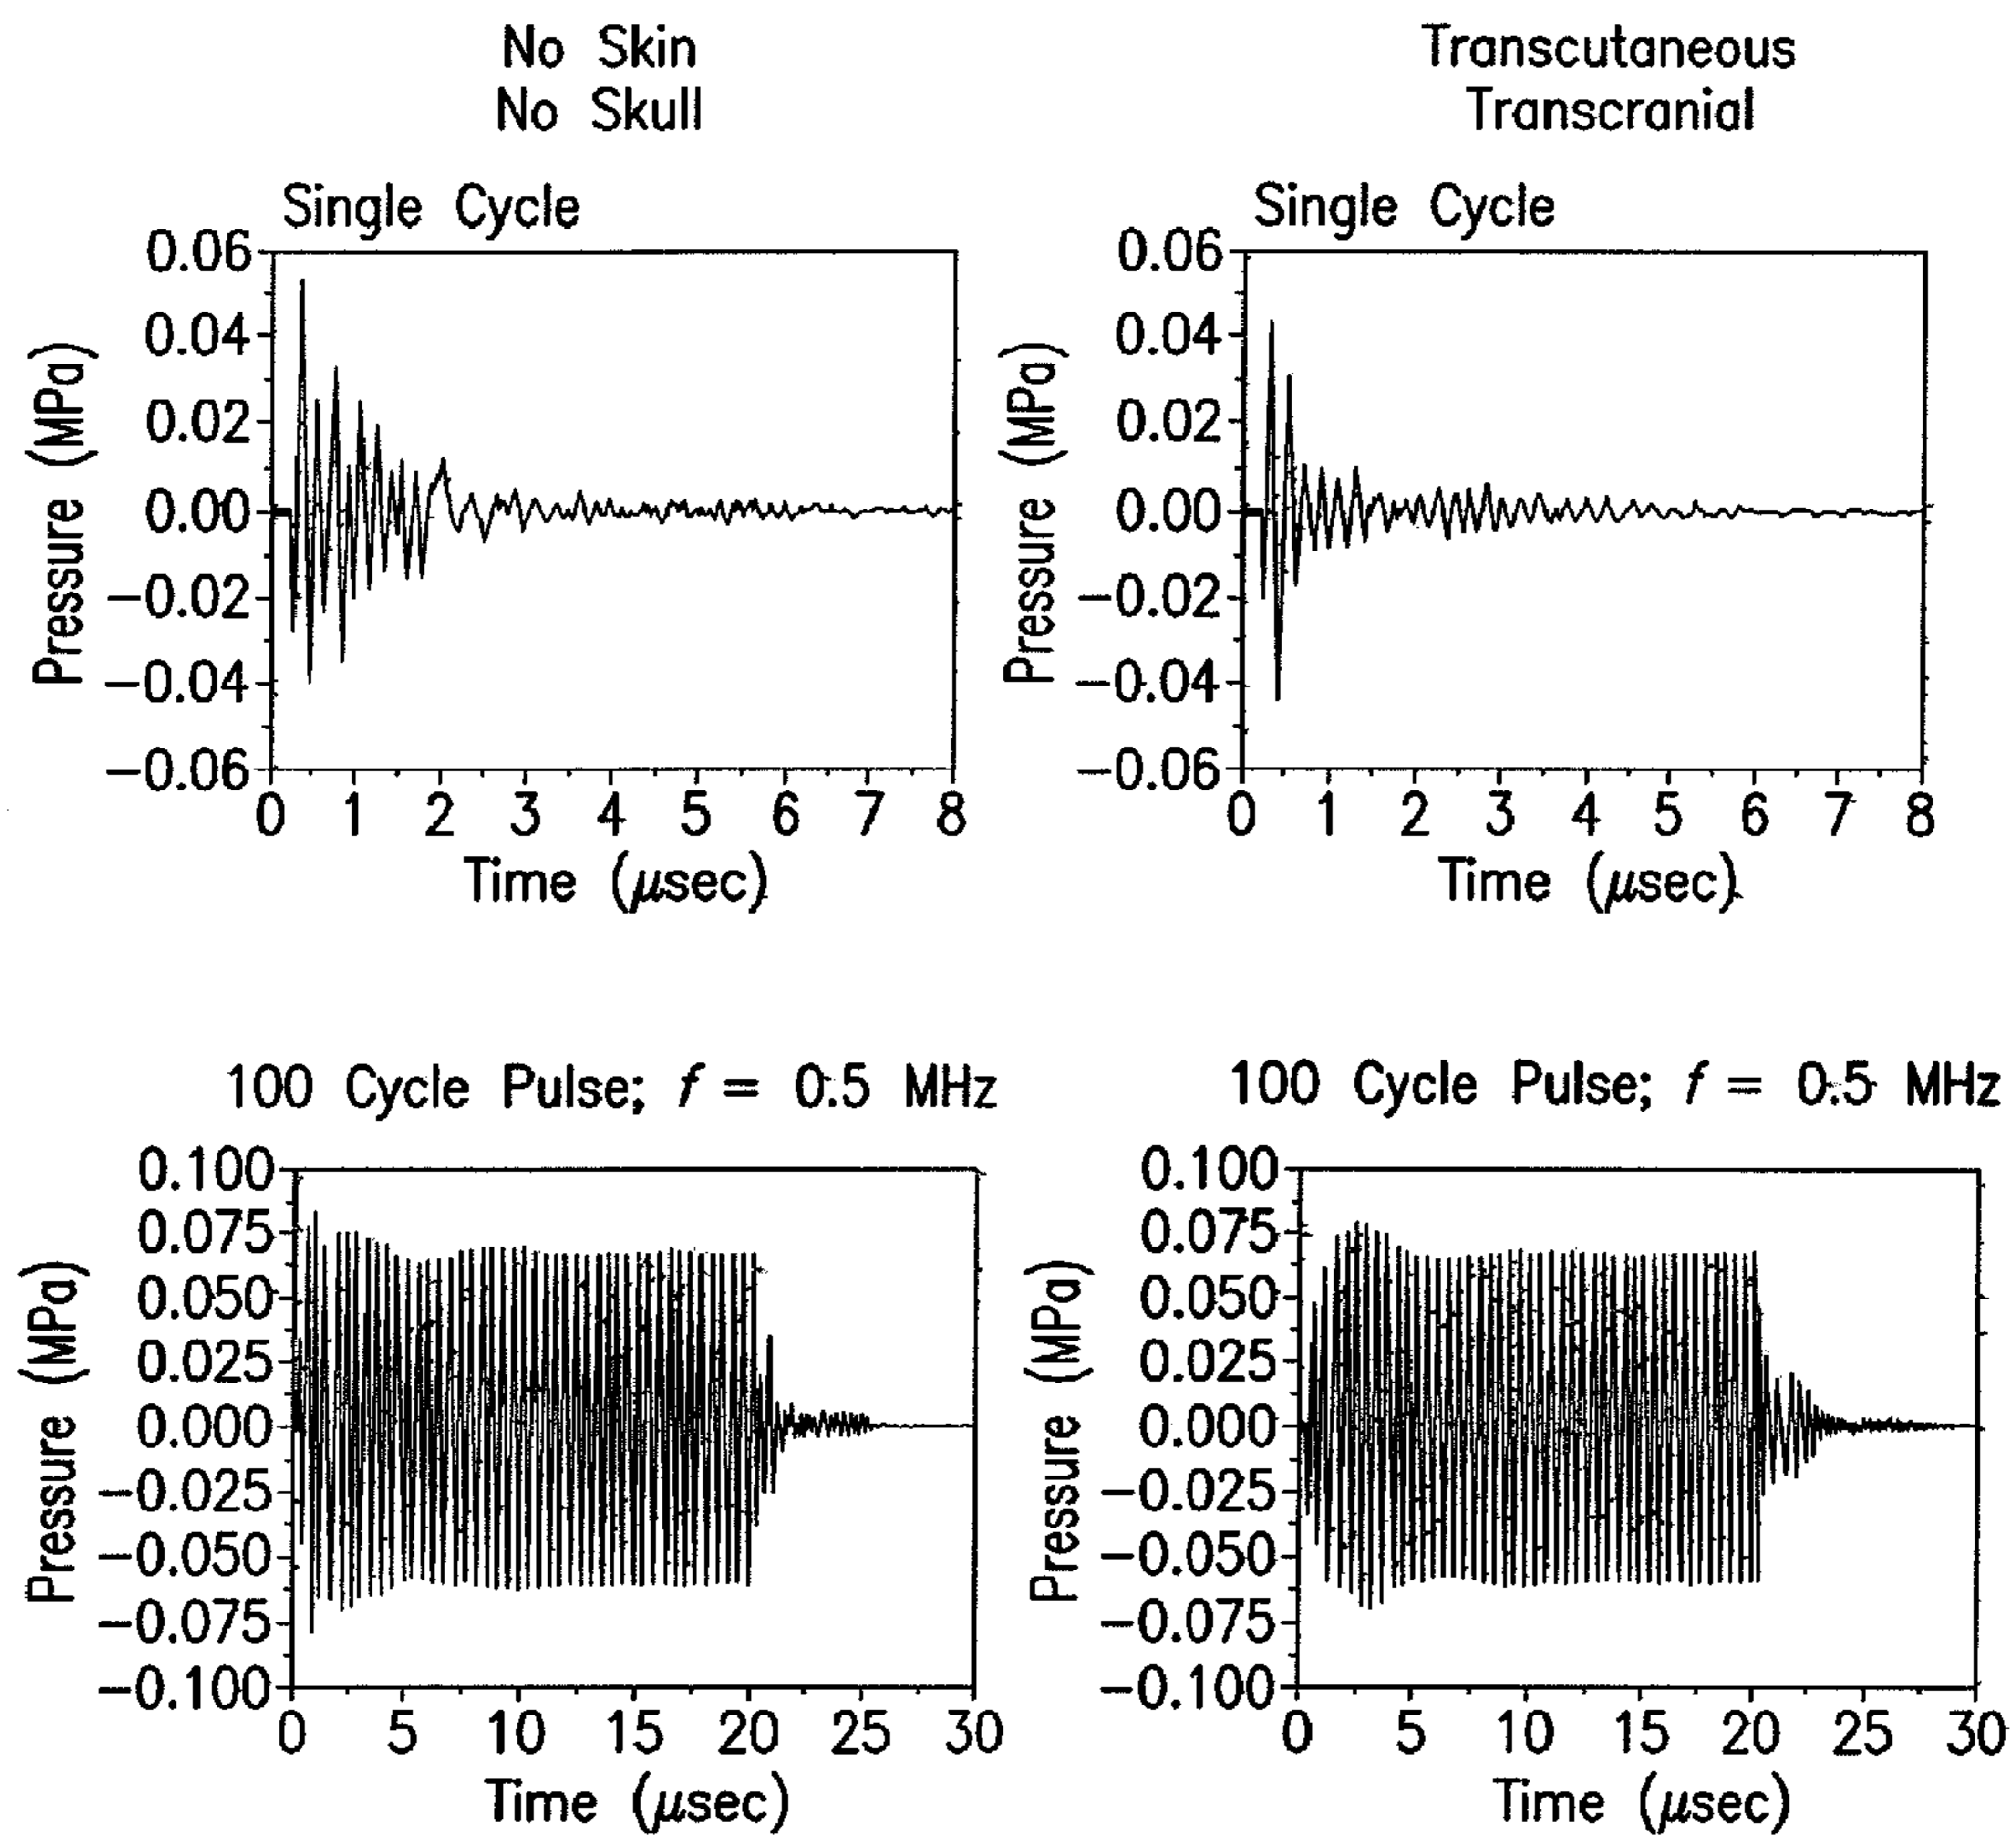 No Skin
No Skull
Transcutaneous
Transcranial
Single Cycle
0.06
0.04
0.02
0.00
−0.02
−0.04
−0.06
Pressure (MPa)
0 1 2 3 4 5 6 7 8
Time (μsec)
Single Cycle
0.06
0.04
0.02
0.00
−0.02
−0.04
−0.06
Pressure (MPa)
0 1 2 3 4 5 6 7 8
Time (μsec)
100 Cycle Pulse; f = 0.5 MHz
0.100
0.075
0.050
0.025
0.000
−0.025
−0.050
−0.075
−0.100
Pressure (MPa)
0 5 10 15 20 25 30
Time (μsec)
100 Cycle Pulse; f = 0.5 MHz
0.100
0.075
0.050
0.025
0.000
−0.025
−0.050
−0.075
−0.100
Pressure (MPa)
0 5 10 15 20 25 30
Time (μsec)